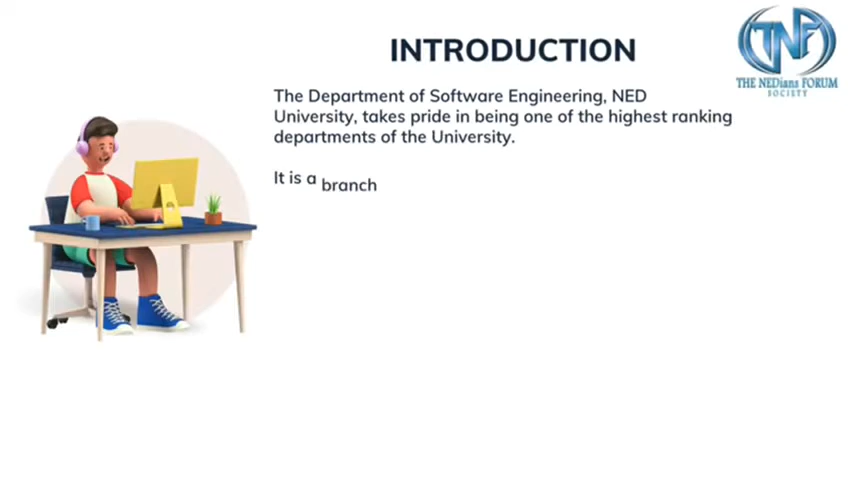 INTRODUCTION
TNF
THE NEDians FORUM
SOCIETY
The Department of Software Engineering, NED
University, takes pride in being one of the highest ranking
departments of the University.
It is a branch